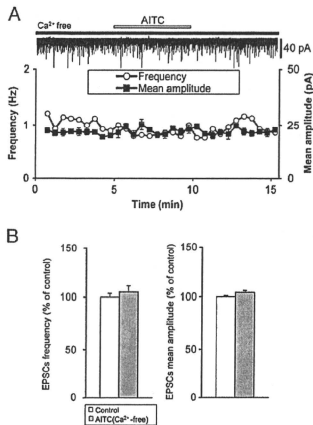 A
AITC
Ca²⁺ free
40 pA
Frequency
Mean amplitude
Frequency (Hz)
2
1
0
Mean amplitude (pA)
50
25
0
0 5 10 15
Time (min)
B
EPSCs frequency (% of control)
150
100
50
0
EPSCs mean amplitude (% of control)
150
100
50
0
Control
AITC(Ca²⁺-free)